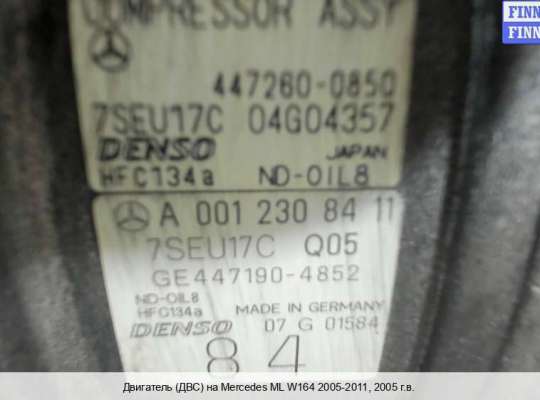 FINN
FINN
COMPRESSOR ASSY
447260-0850
7SEU17C 04G04357
DENSO JAPAN
HFC134a ND-OIL8
A 001 230 84 11
7SEU17C Q05
GE447190-4852
ND-OIL8
HFC134a MADE IN GERMANY
DENSO 07 G 01584
8 4
Двигатель (ДВС) на Mercedes ML W164 2005-2011, 2005 г.в.